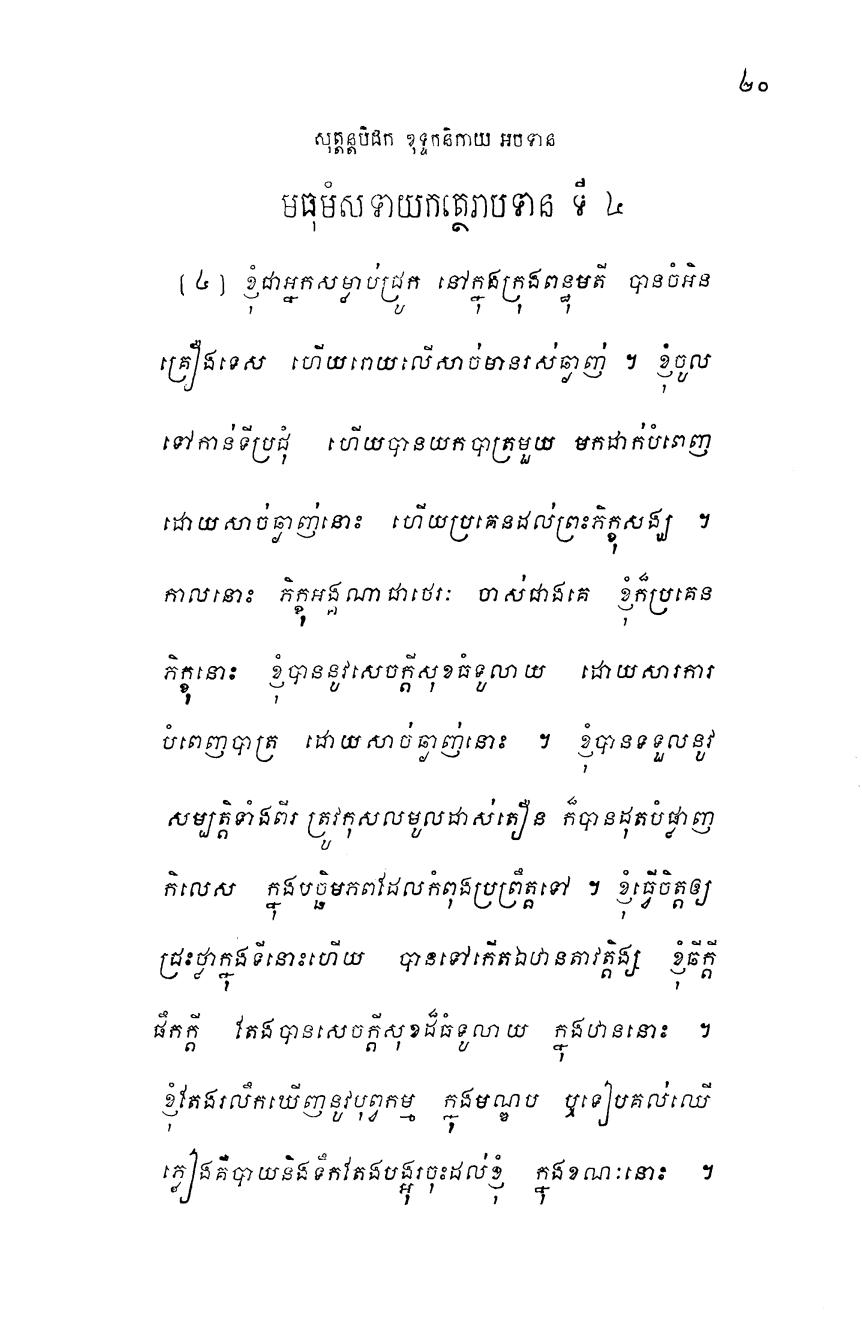 ២០
សុត្តន្តបិដក ខុទ្ទកនិកាយ អបទាន
មធុមំសទាយកត្ថេរាបទាន ទី ៤
(៤) ខ្ញុំជាអ្នកសម្លាប់ជ្រូក នៅក្នុងក្រុងពន្ធុមតី បានចំអិន
គ្រឿងទេស ហើយរោយលើសាច់មានរស់ឆ្ងាញ់ ។ ខ្ញុំចូល
ទៅកាន់ទីប្រជុំ ហើយបានយកបាត្រមួយ មកដាក់បំពេញ
ដោយសាច់ឆ្ងាញ់នោះ ហើយប្រគេនដល់ព្រះភិក្ខុសង្ឃ ។
កាលនោះ ភិក្ខុអង្គណាជាថេរៈ ចាស់ជាងគេ ខ្ញុំក៏ប្រគេន
ភិក្ខុនោះ ខ្ញុំបាននូវសេចក្តីសុខធំទូលាយ ដោយសារការ
បំពេញបាត្រ ដោយសាច់ឆ្ងាញ់នោះ ។ ខ្ញុំបានទទួលនូវ
សម្បត្តិទាំងពីរ ត្រូវកុសលមូលដាស់តឿន ក៏បានដុតបំផ្លាញ
កិលេស ក្នុងបច្ឆិមភពដែលកំពុងប្រព្រឹត្តទៅ ។ ខ្ញុំធ្វើចិត្តឲ្យ
ជ្រះថ្លាក្នុងទីនោះហើយ បានទៅកើតឯឋានតាវត្តិង្ស ខ្ញុំធីក្តី
ផឹកក្តី តែងបានសេចក្តីសុខដ៏ធំទូលាយ ក្នុងឋាននោះ ។
ខ្ញុំតែងរលឹកឃើញនូវបុព្វកម្ម ក្នុងមណ្ឌប ឬទៀបគល់ឈើ
ភ្លៀងគឺបាយនិងទឹកតែងបង្អុរចុះដល់ខ្ញុំ ក្នុងខណៈនោះ ។